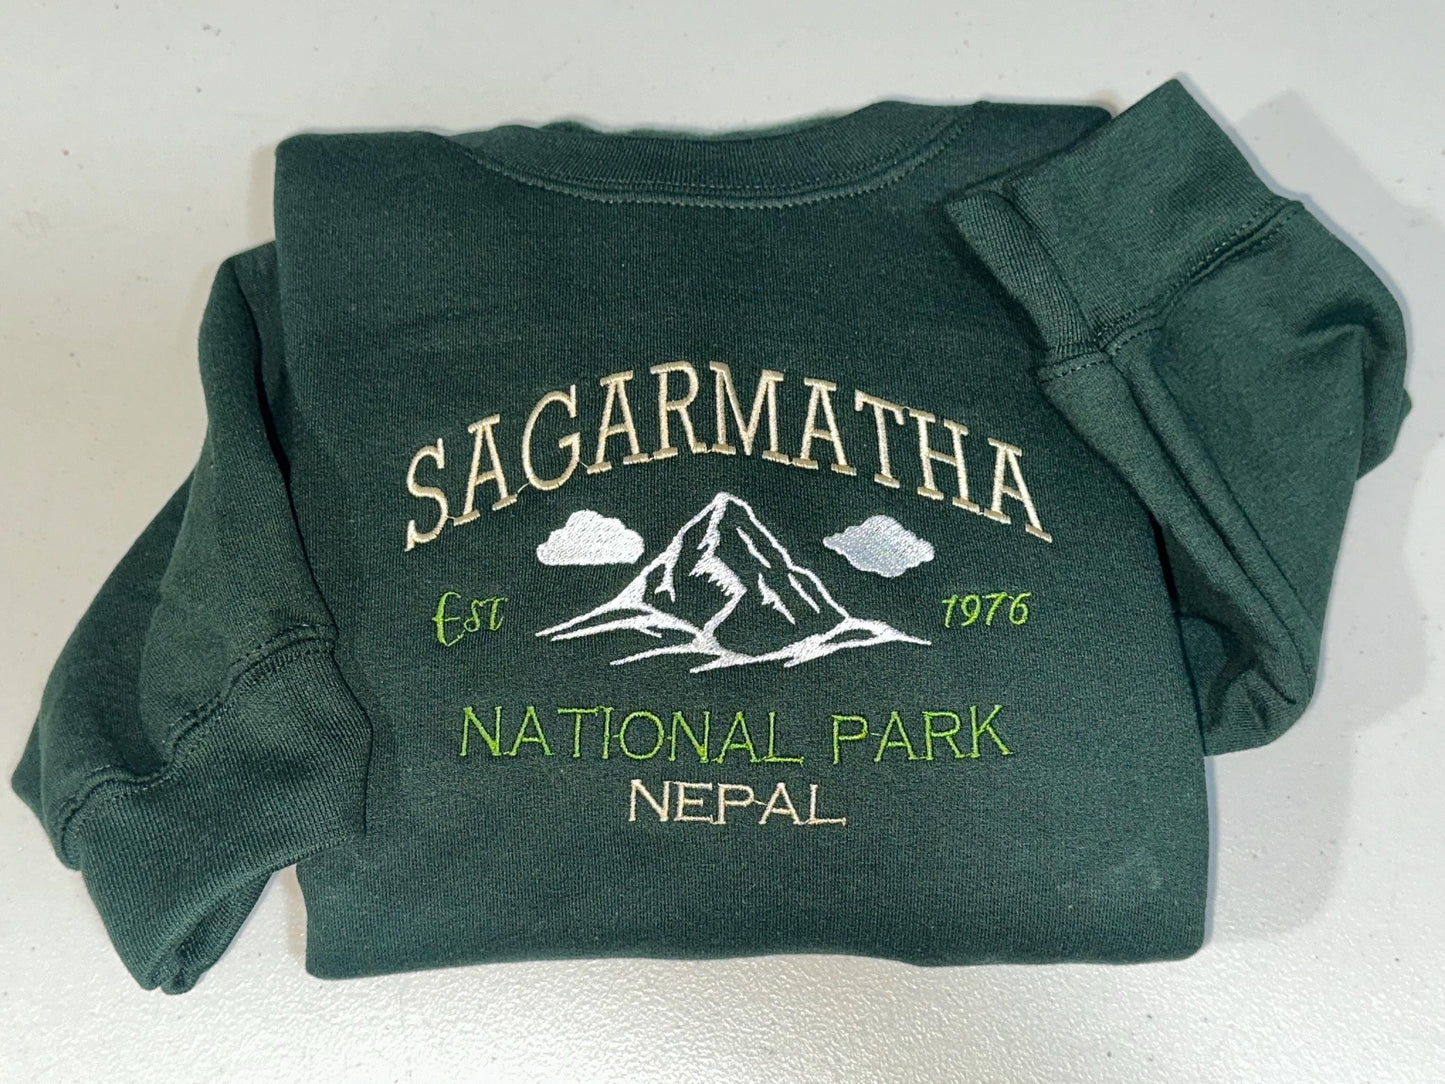 SAGARMATHA
EST 1976
NATIONAL PARK
NEPAL